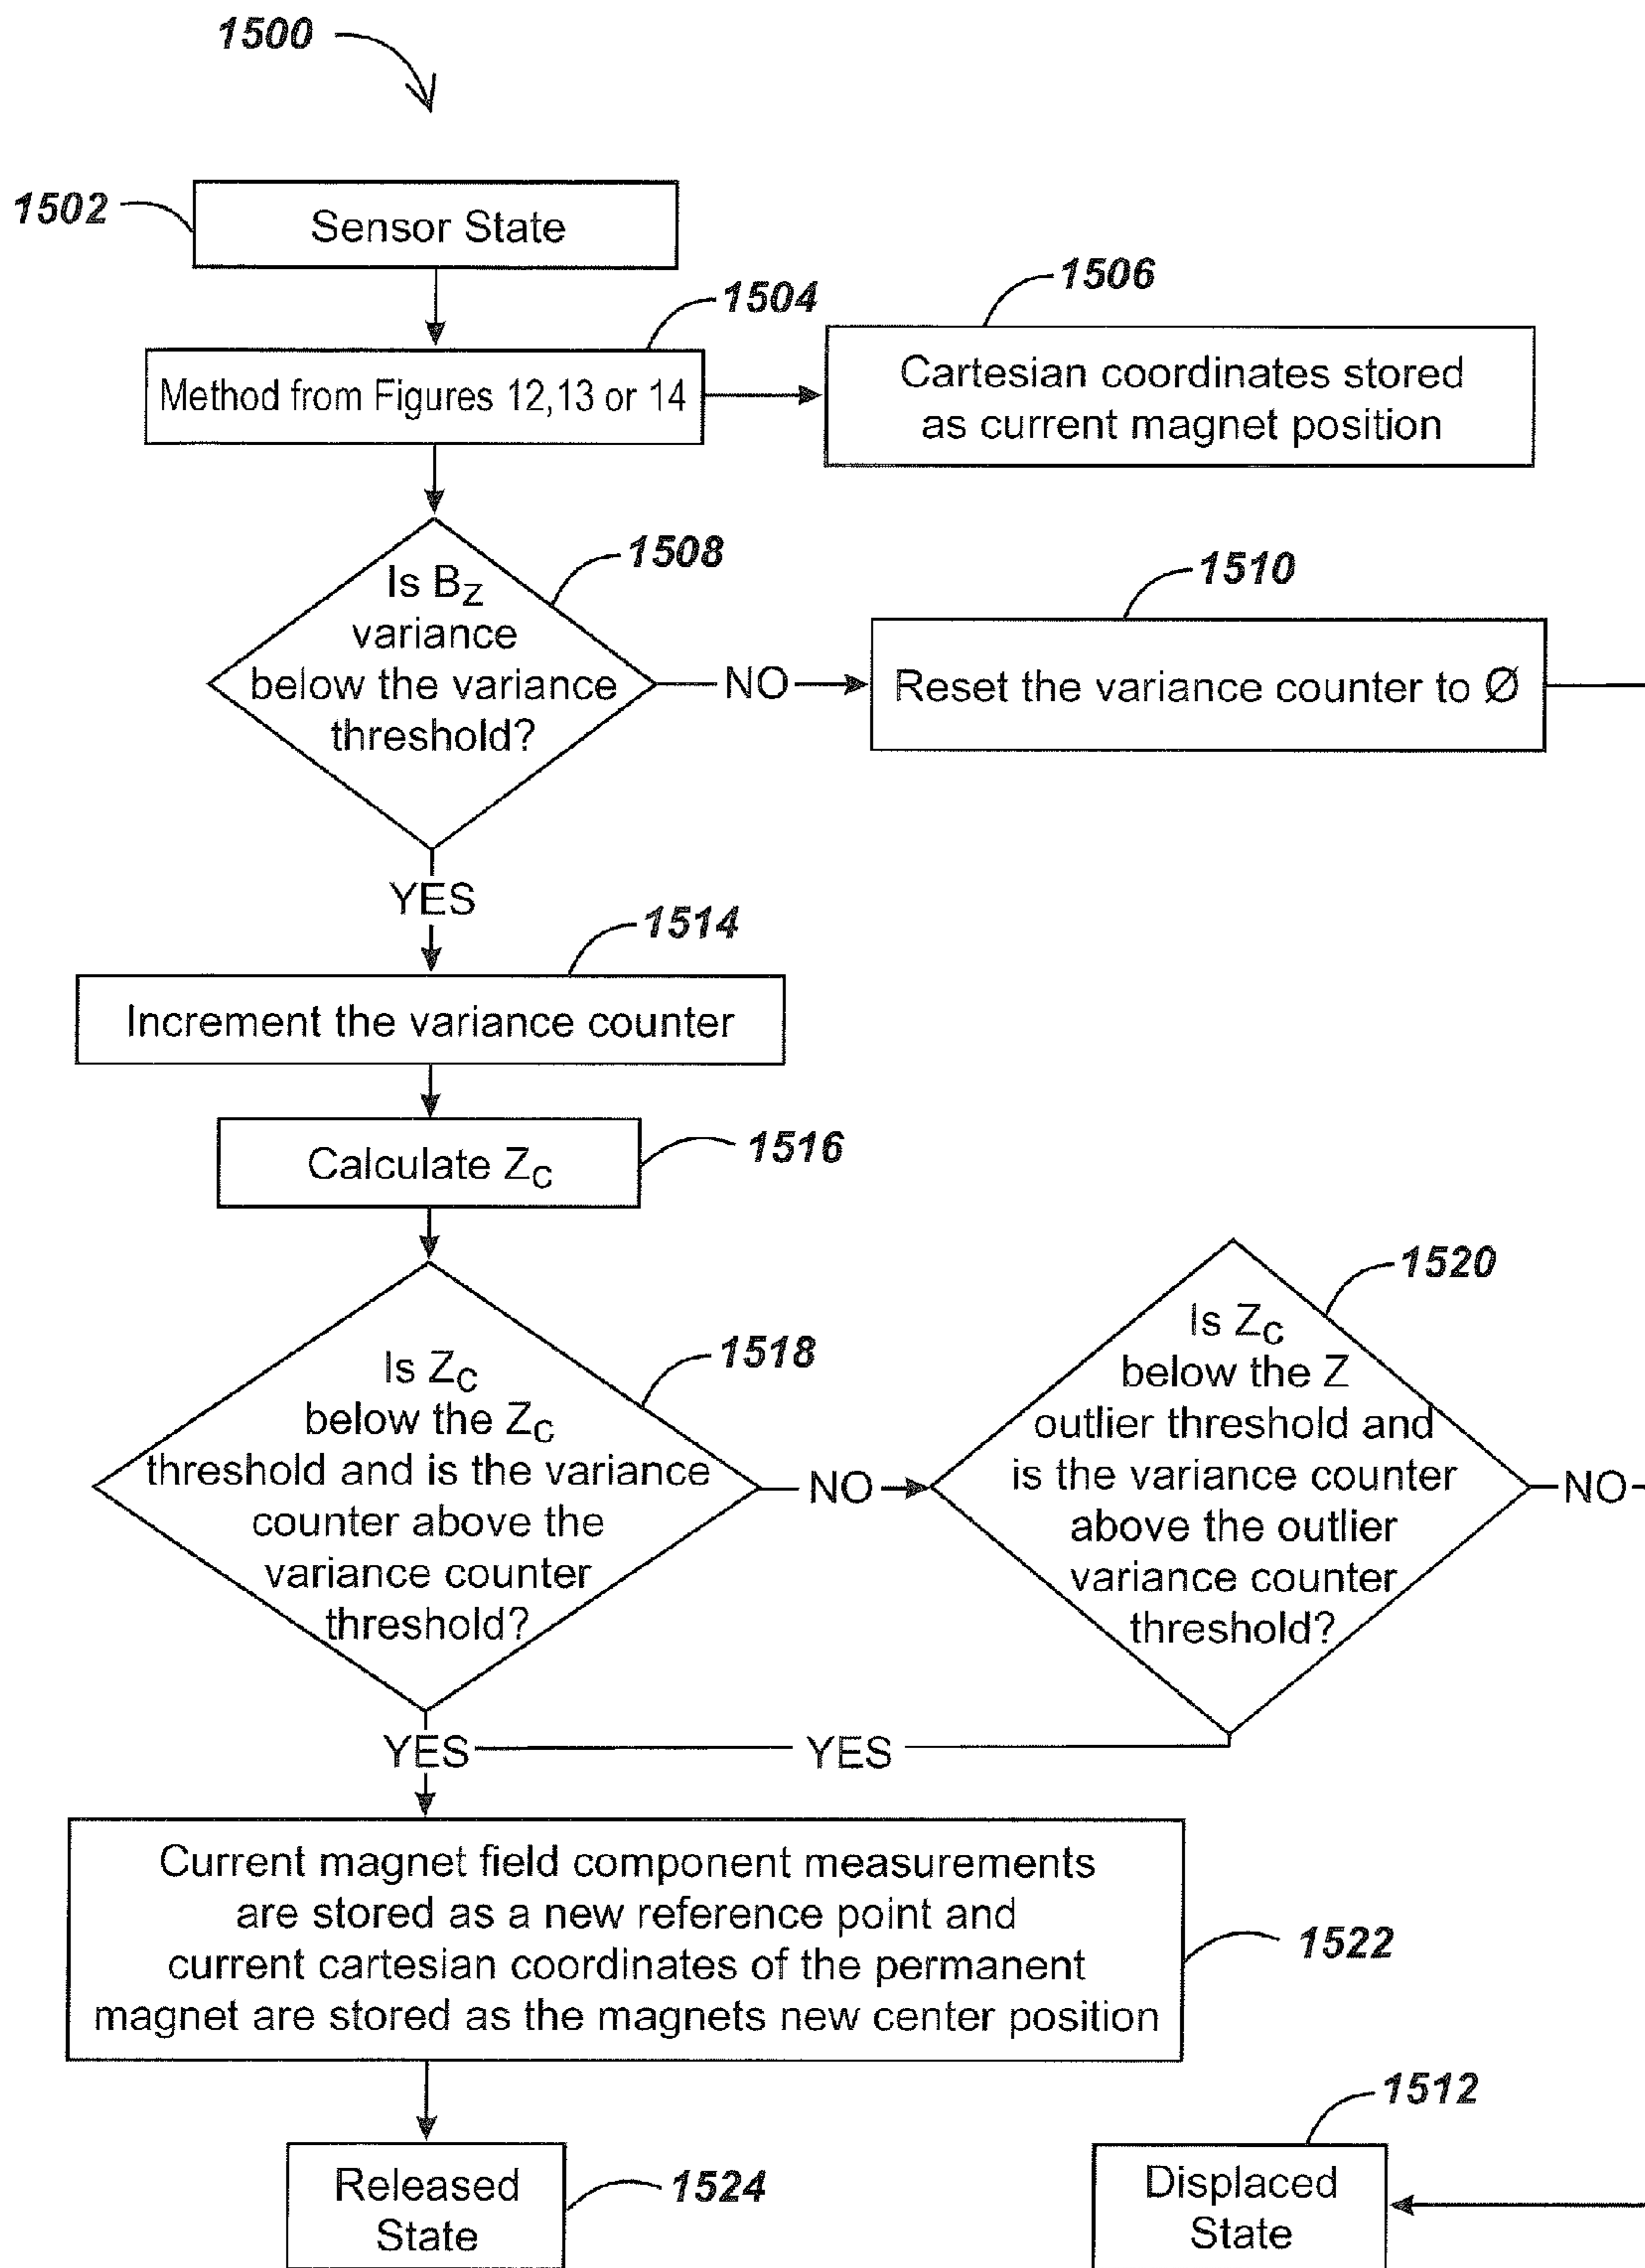 1500
1502
Sensor State
1504
Method from Figures 12,13 or 14
1506
Cartesian coordinates stored
as current magnet position
1508
Is B_Z
variance
below the variance
threshold?
NO
1510
Reset the variance counter to Ø
YES
1514
Increment the variance counter
1516
Calculate Z_C
1518
Is Z_C
below the Z_C
threshold and is the variance
counter above the
variance counter
threshold?
NO
1520
Is Z_C
below the Z
outlier threshold and
is the variance counter
above the outlier
variance counter
threshold?
NO
YES
YES
1522
Current magnet field component measurements
are stored as a new reference point and
current cartesian coordinates of the permanent
magnet are stored as the magnets new center position
1524
Released
State
1512
Displaced
State